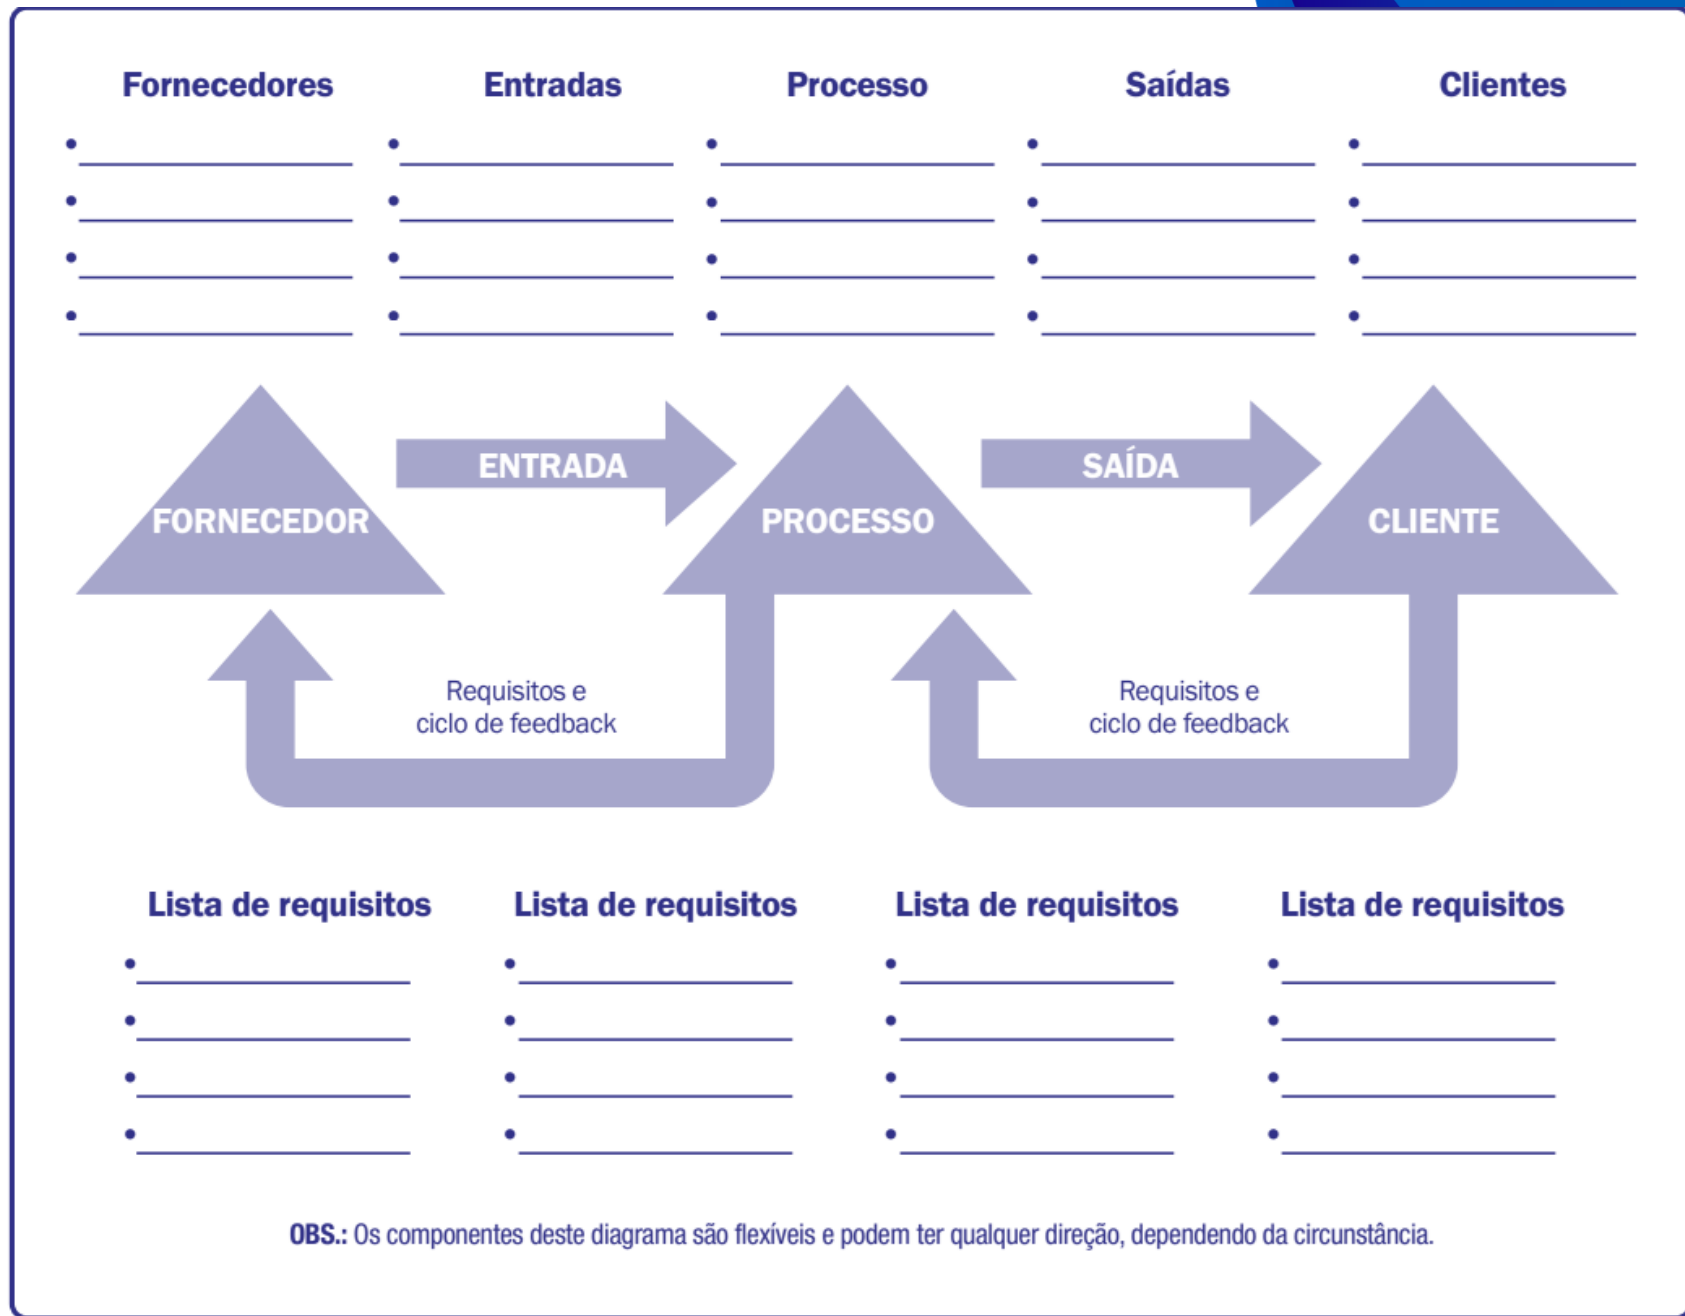 Fornecedores Entradas Processo Saídas Clientes
•
•
•
•
ENTRADA SAÍDA
FORNECEDOR PROCESSO CLIENTE
Requisitos e
ciclo de feedback
Requisitos e
ciclo de feedback
Lista de requisitos Lista de requisitos Lista de requisitos Lista de requisitos
•
•
•
•
OBS.: Os componentes deste diagrama são flexíveis e podem ter qualquer direção, dependendo da circunstância.